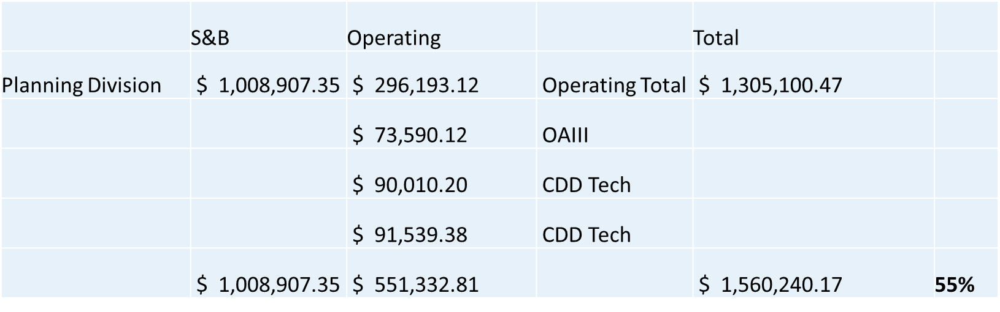 S&B Operating Total
Planning Division $ 1,008,907.35 $ 296,193.12 Operating Total $ 1,305,100.47
$ 73,590.12 OAIII
$ 90,010.20 CDD Tech
$ 91,539.38 CDD Tech
$ 1,008,907.35 $ 551,332.81 $ 1,560,240.17 55%